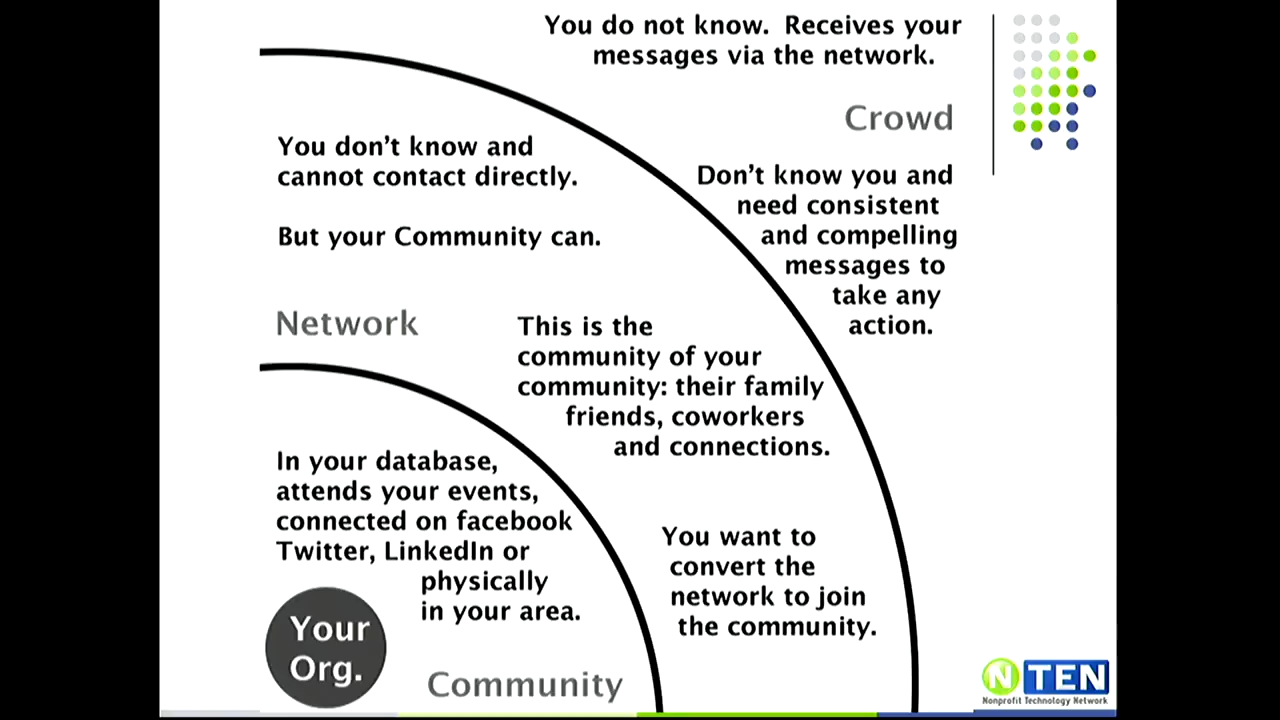 You do not know.  Receives your
messages via the network.
Crowd
Don't know you and
need consistent
and compelling
messages to
take any
action.
You don't know and
cannot contact directly.
But your Community can.
Network
This is the
community of your
community: their family
friends, coworkers
and connections.
You want to
convert the
network to join
the community.
In your database,
attends your events,
connected on facebook
Twitter, LinkedIn or
physically
in your area.
Your
Org.
Community
N TEN
Nonprofit Technology Network